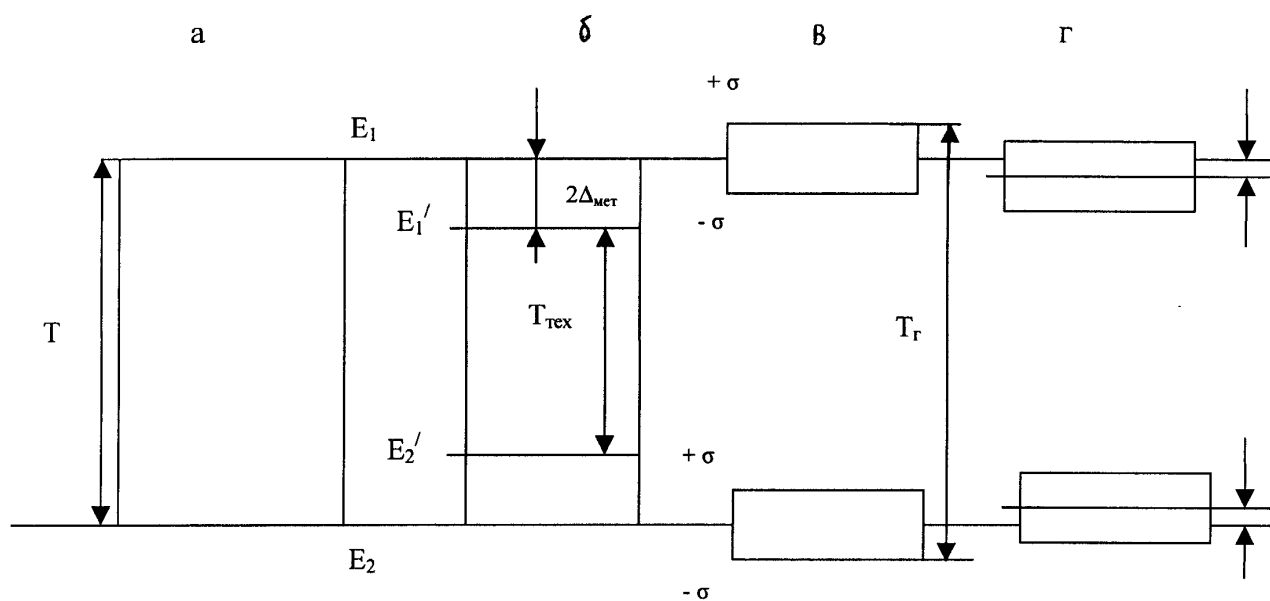 а б в г
+ σ
E₁
2Δмет
E₁′ - σ
T Tтех Tг
E₂′ + σ
E₂
- σ